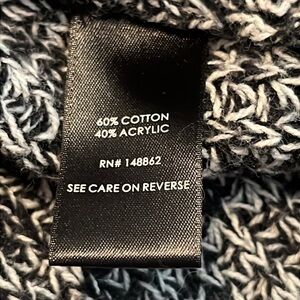 60% COTTON
40% ACRYLIC
RN# 148862
SEE CARE ON REVERSE